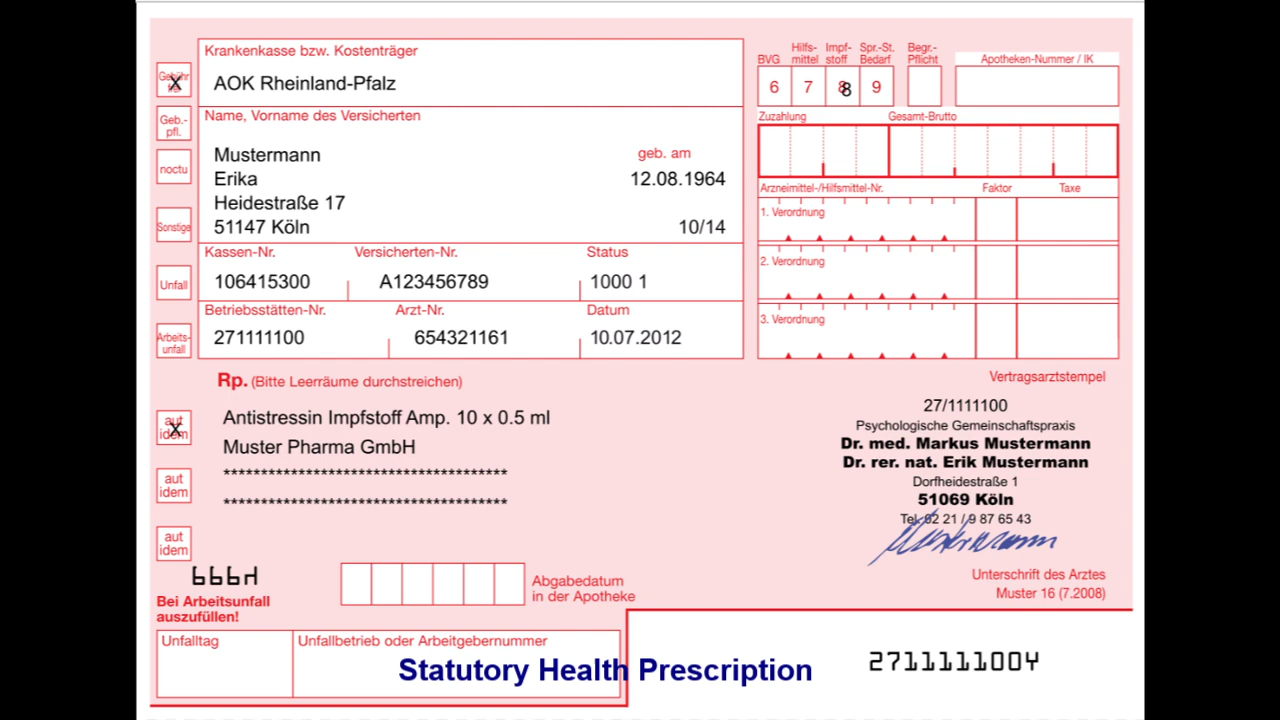 Krankenkasse bzw. Kostenträger
AOK Rheinland-Pfalz
Gebühr frei
X
Geb.-
pfl.
noctu
Sonstige
Unfall
Arbeits-
unfall
Name, Vorname des Versicherten
Mustermann
geb. am
Erika
12.08.1964
Heidestraße 17
51147 Köln
10/14
Kassen-Nr.
Versicherten-Nr.
Status
106415300
A123456789
1000 1
Betriebsstätten-Nr.
Arzt-Nr.
Datum
271111100
654321161
10.07.2012
BVG
Hilfs-
mittel
Impf-
stoff
Spr.-St.
Bedarf
Begr.-
Pflicht
Apotheken-Nummer / IK
6
7
8
8
9
Zuzahlung
Gesamt-Brutto
Arzneimittel-/Hilfsmittel-Nr.
Faktor
Taxe
1. Verordnung
2. Verordnung
3. Verordnung
Rp. (Bitte Leerräume durchstreichen)
Vertragsarztstempel
aut
idem
X
Antistressin Impfstoff Amp. 10 x 0.5 ml
Muster Pharma GmbH
**************************************
**************************************
aut
idem
aut
idem
27/1111100
Psychologische Gemeinschaftspraxis
Dr. med. Markus Mustermann
Dr. rer. nat. Erik Mustermann
Dorfheidestraße 1
51069 Köln
Tel. 02 21 / 9 87 65 43
Mustermann
Unterschrift des Arztes
Muster 16 (7.2008)
Abgabedatum
in der Apotheke
Bei Arbeitsunfall
auszufüllen!
Unfalltag
Unfallbetrieb oder Arbeitgebernummer
Statutory Health Prescription
2711111004